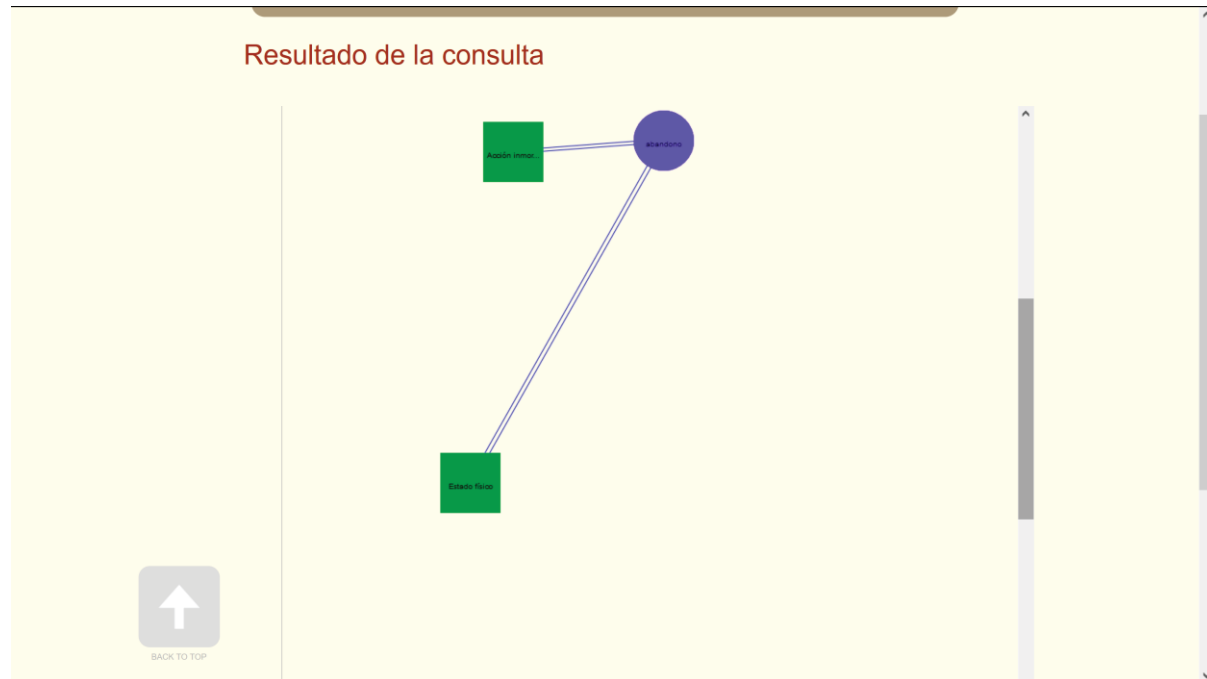 Resultado de la consulta
Acción inmor...
abandono
Estado físico
BACK TO TOP